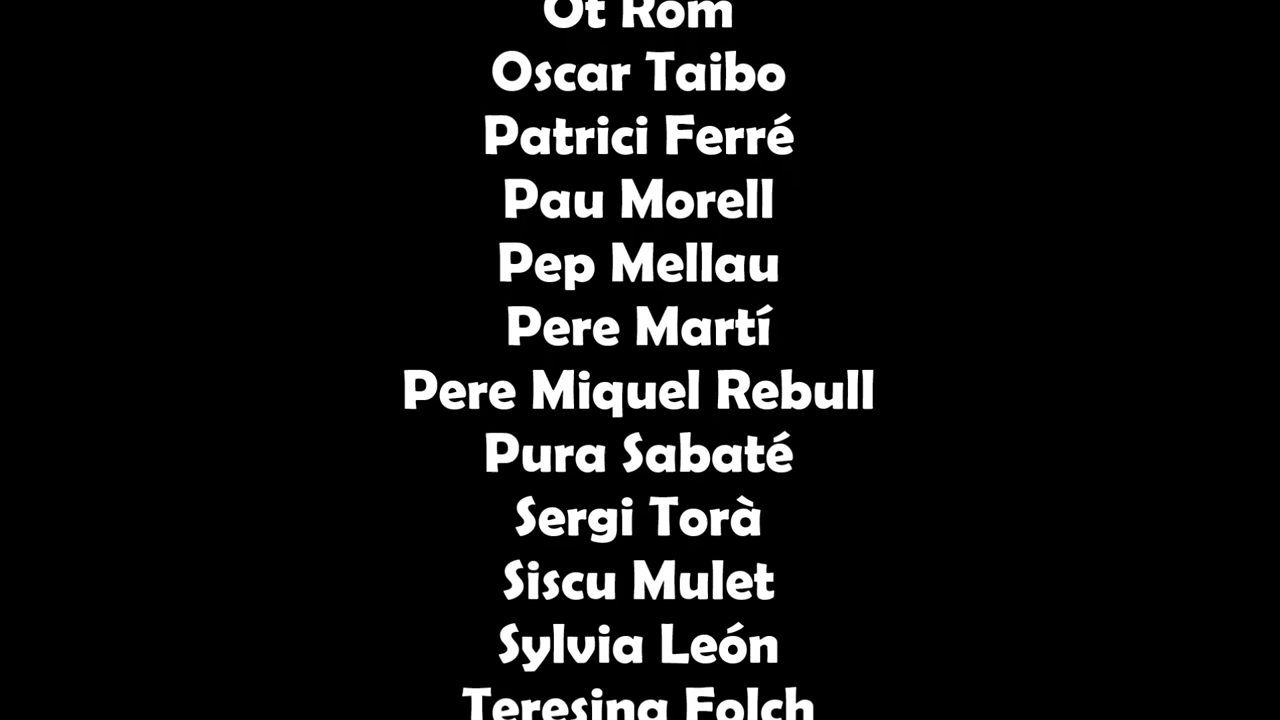 Ot Rom
Oscar Taibo
Patrici Ferré
Pau Morell
Pep Mellau
Pere Martí
Pere Miquel Rebull
Pura Sabaté
Sergi Torà
Siscu Mulet
Sylvia León
Teresina Folch